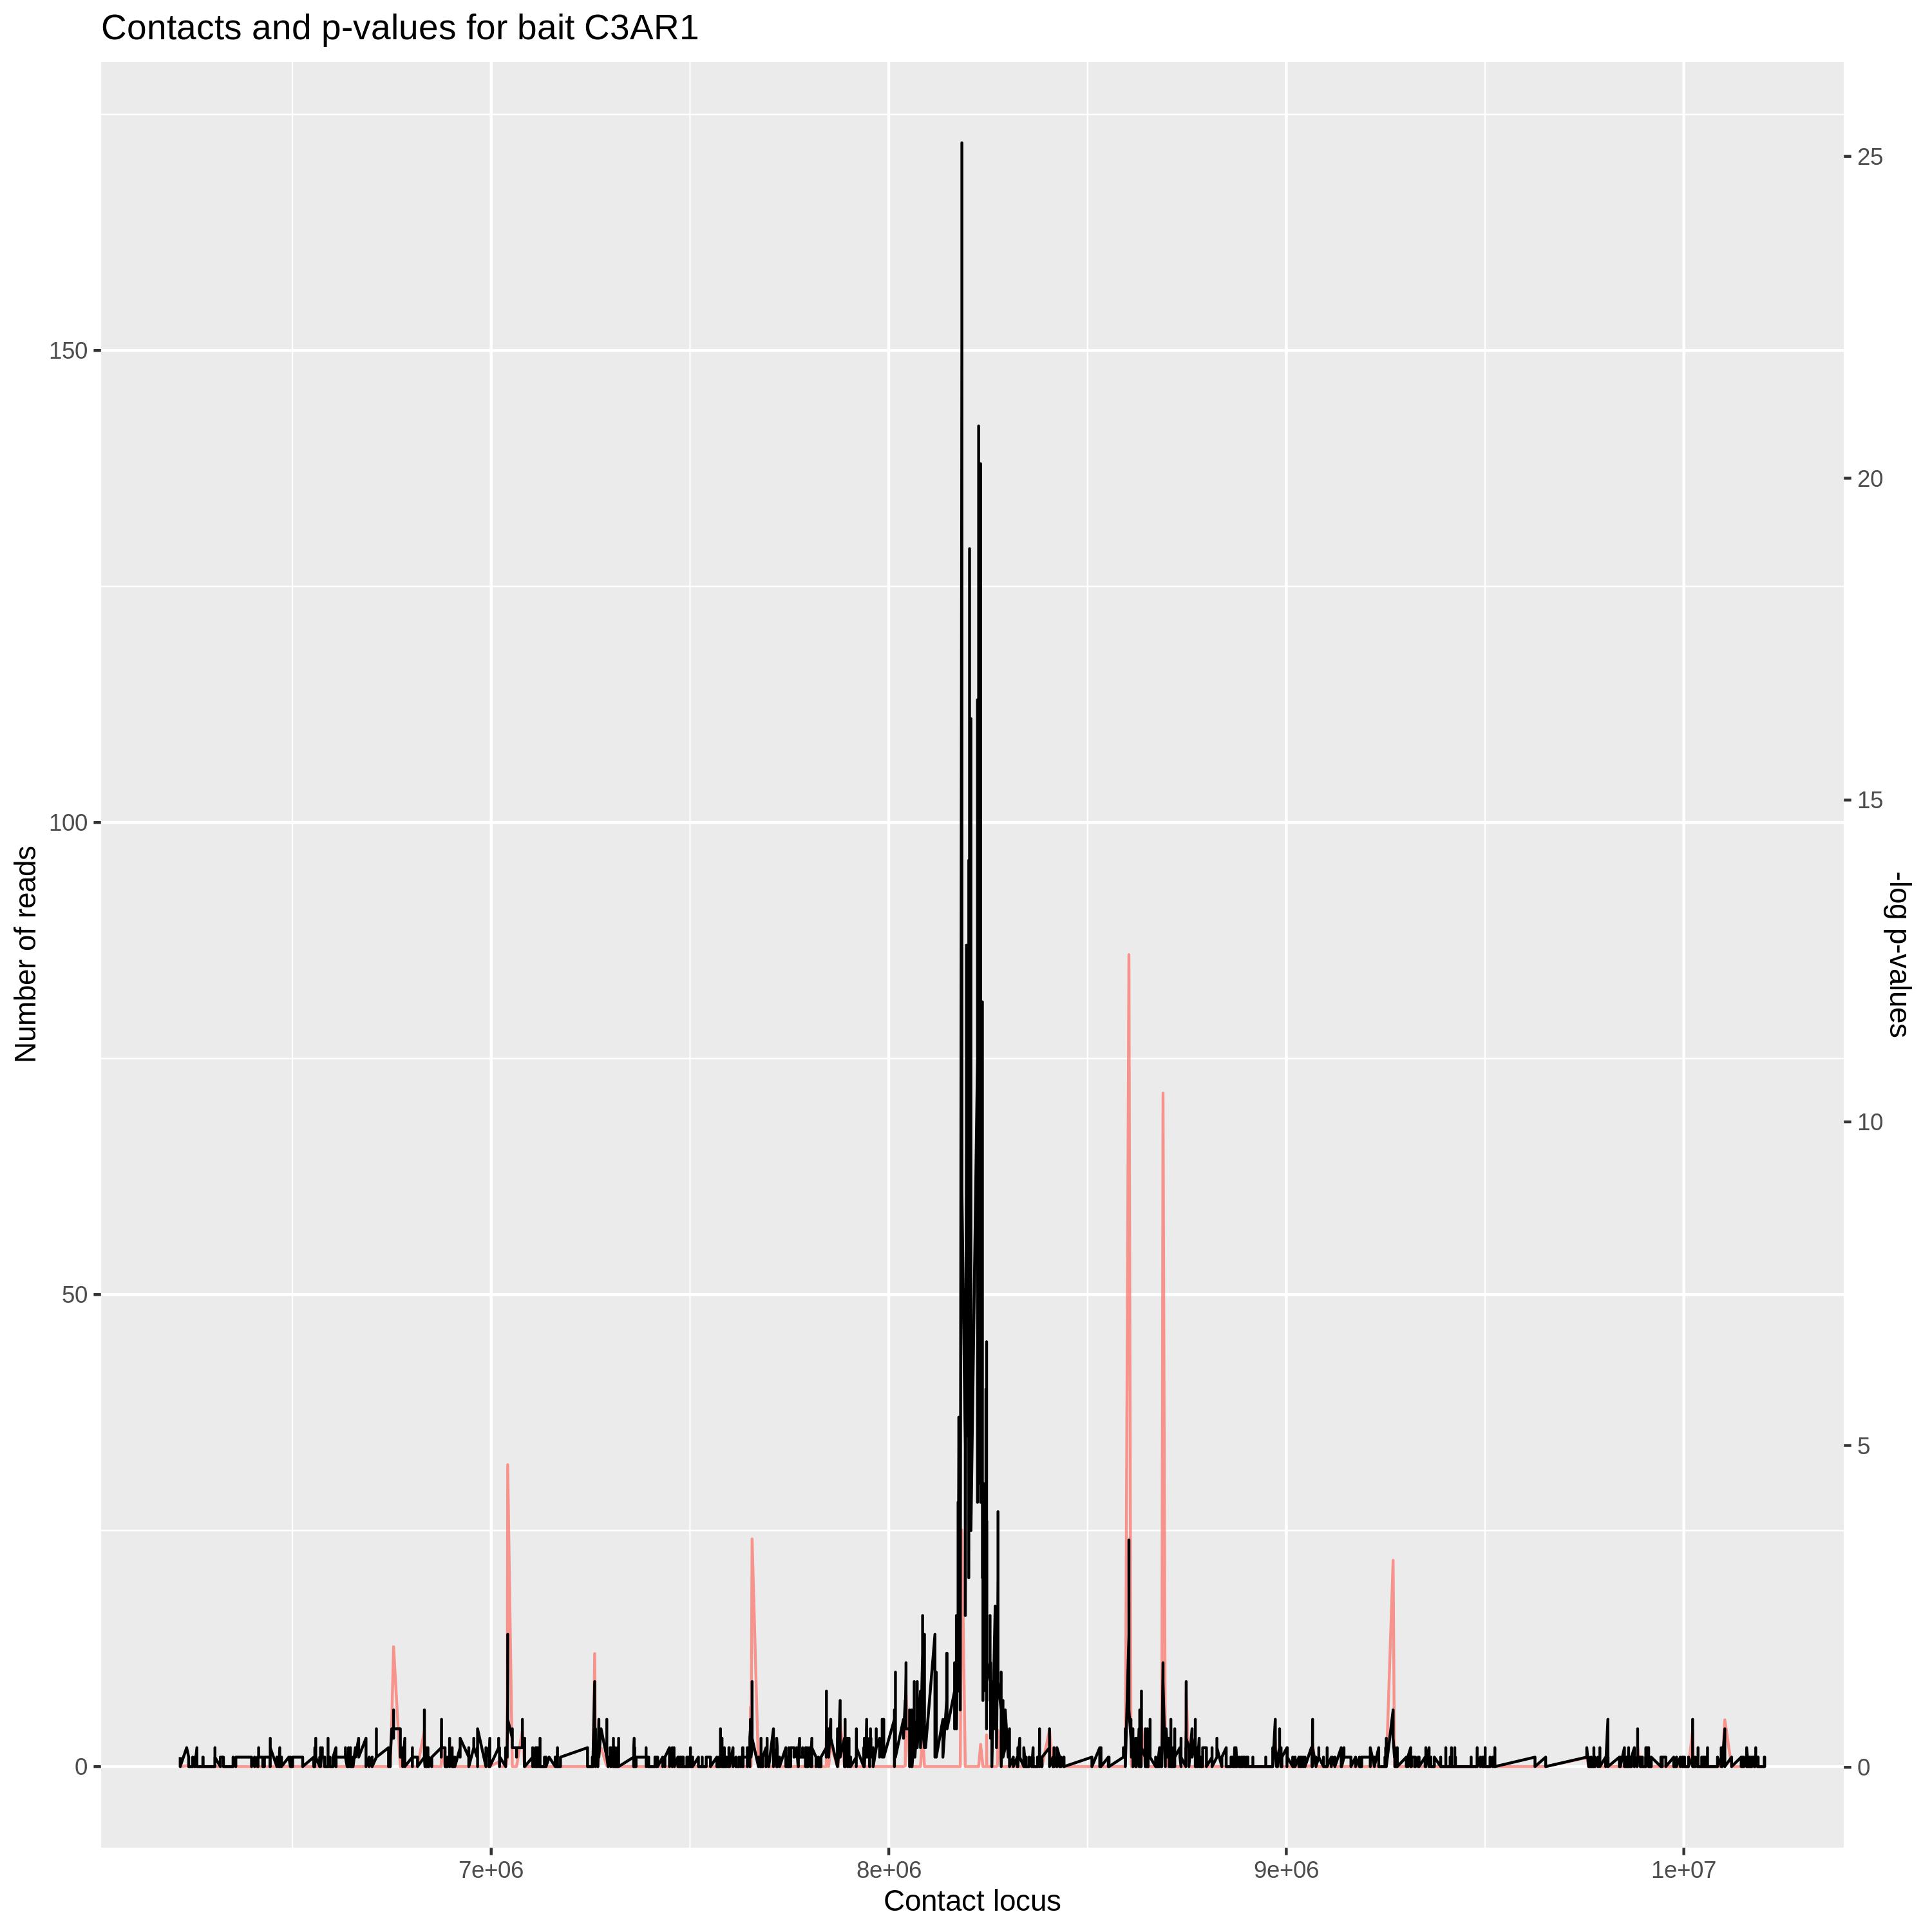 Contacts and p-values for bait C3AR1
150
100
50
0
Number of reads
25
20
15
10
5
0
-log p-values
7e+06
8e+06
9e+06
1e+07
Contact locus